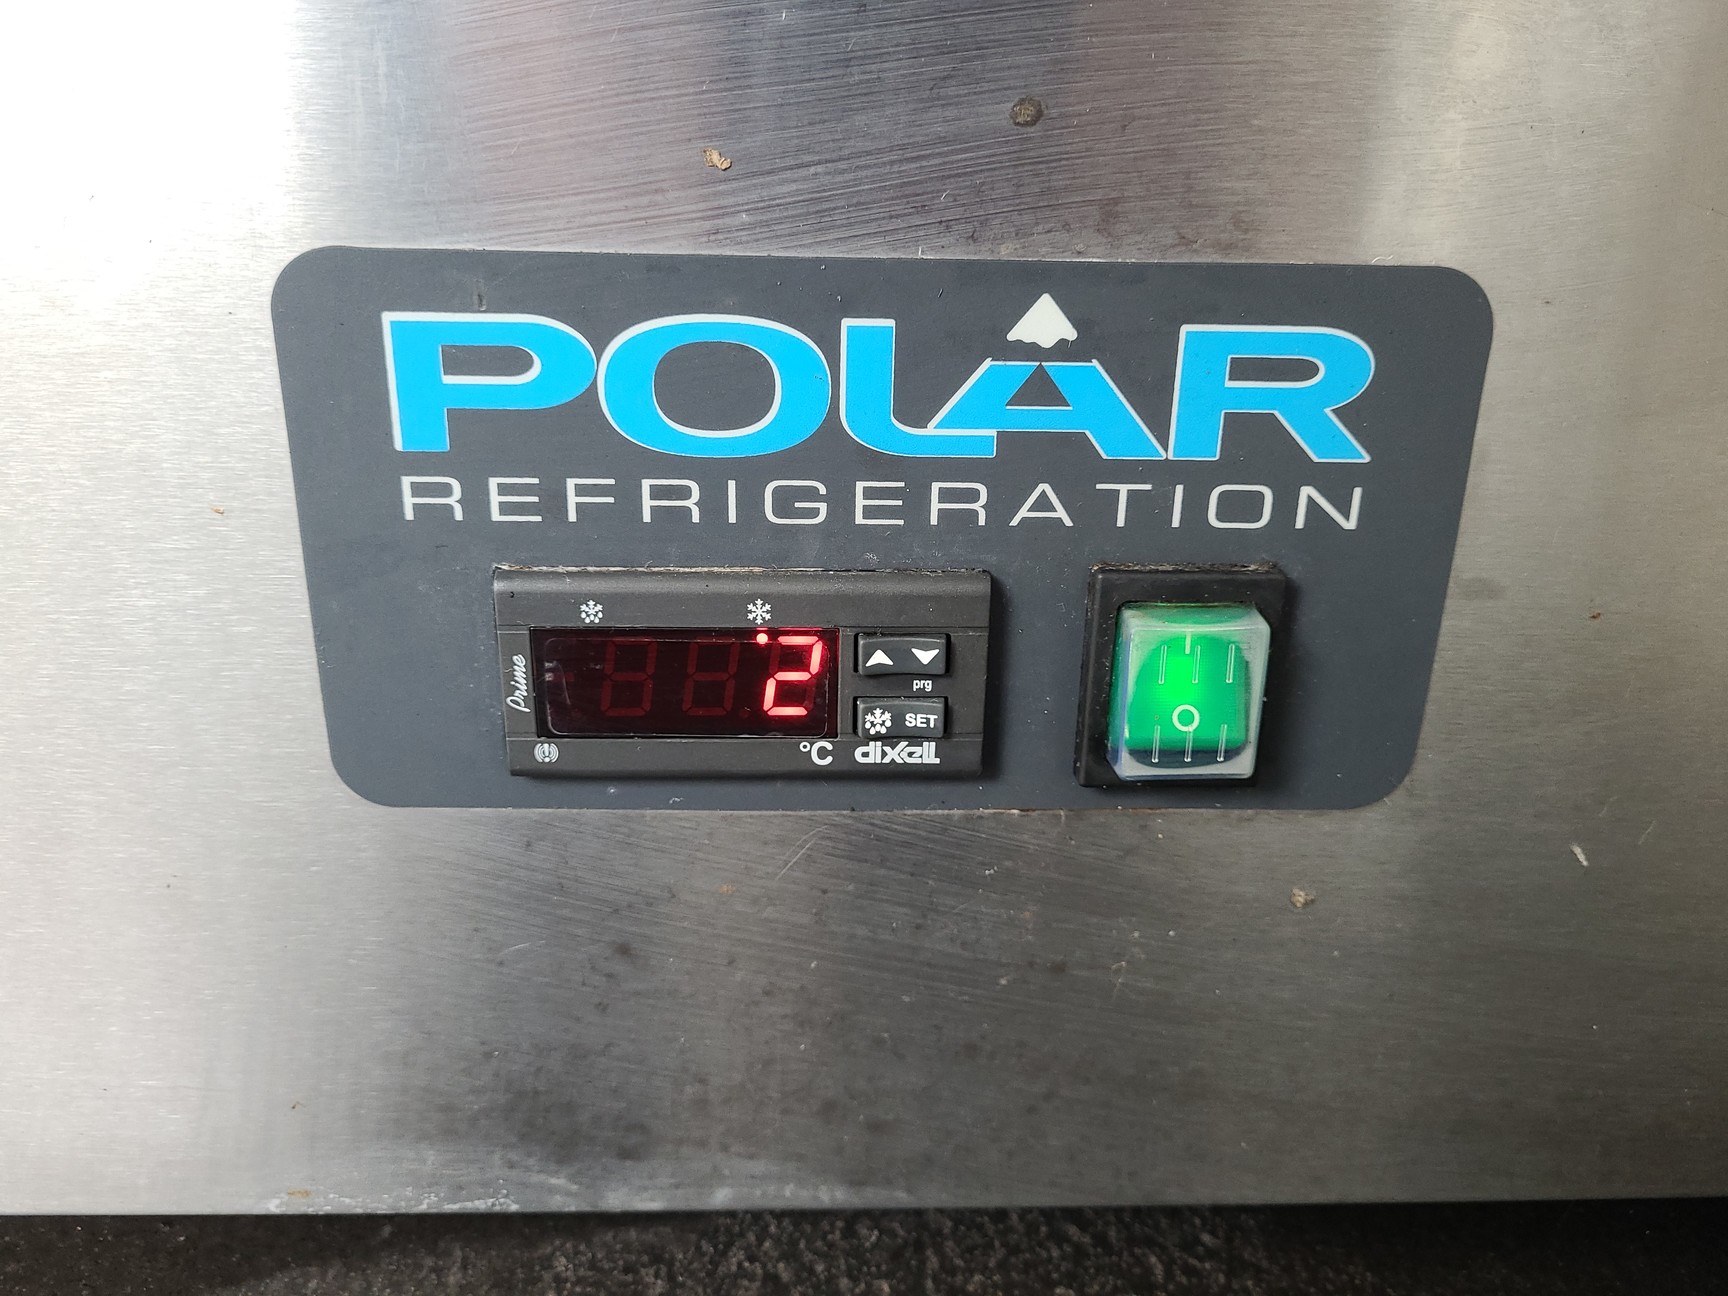 POLAR
REFRIGERATION
Prime
2
prg
SET
°C
dixell